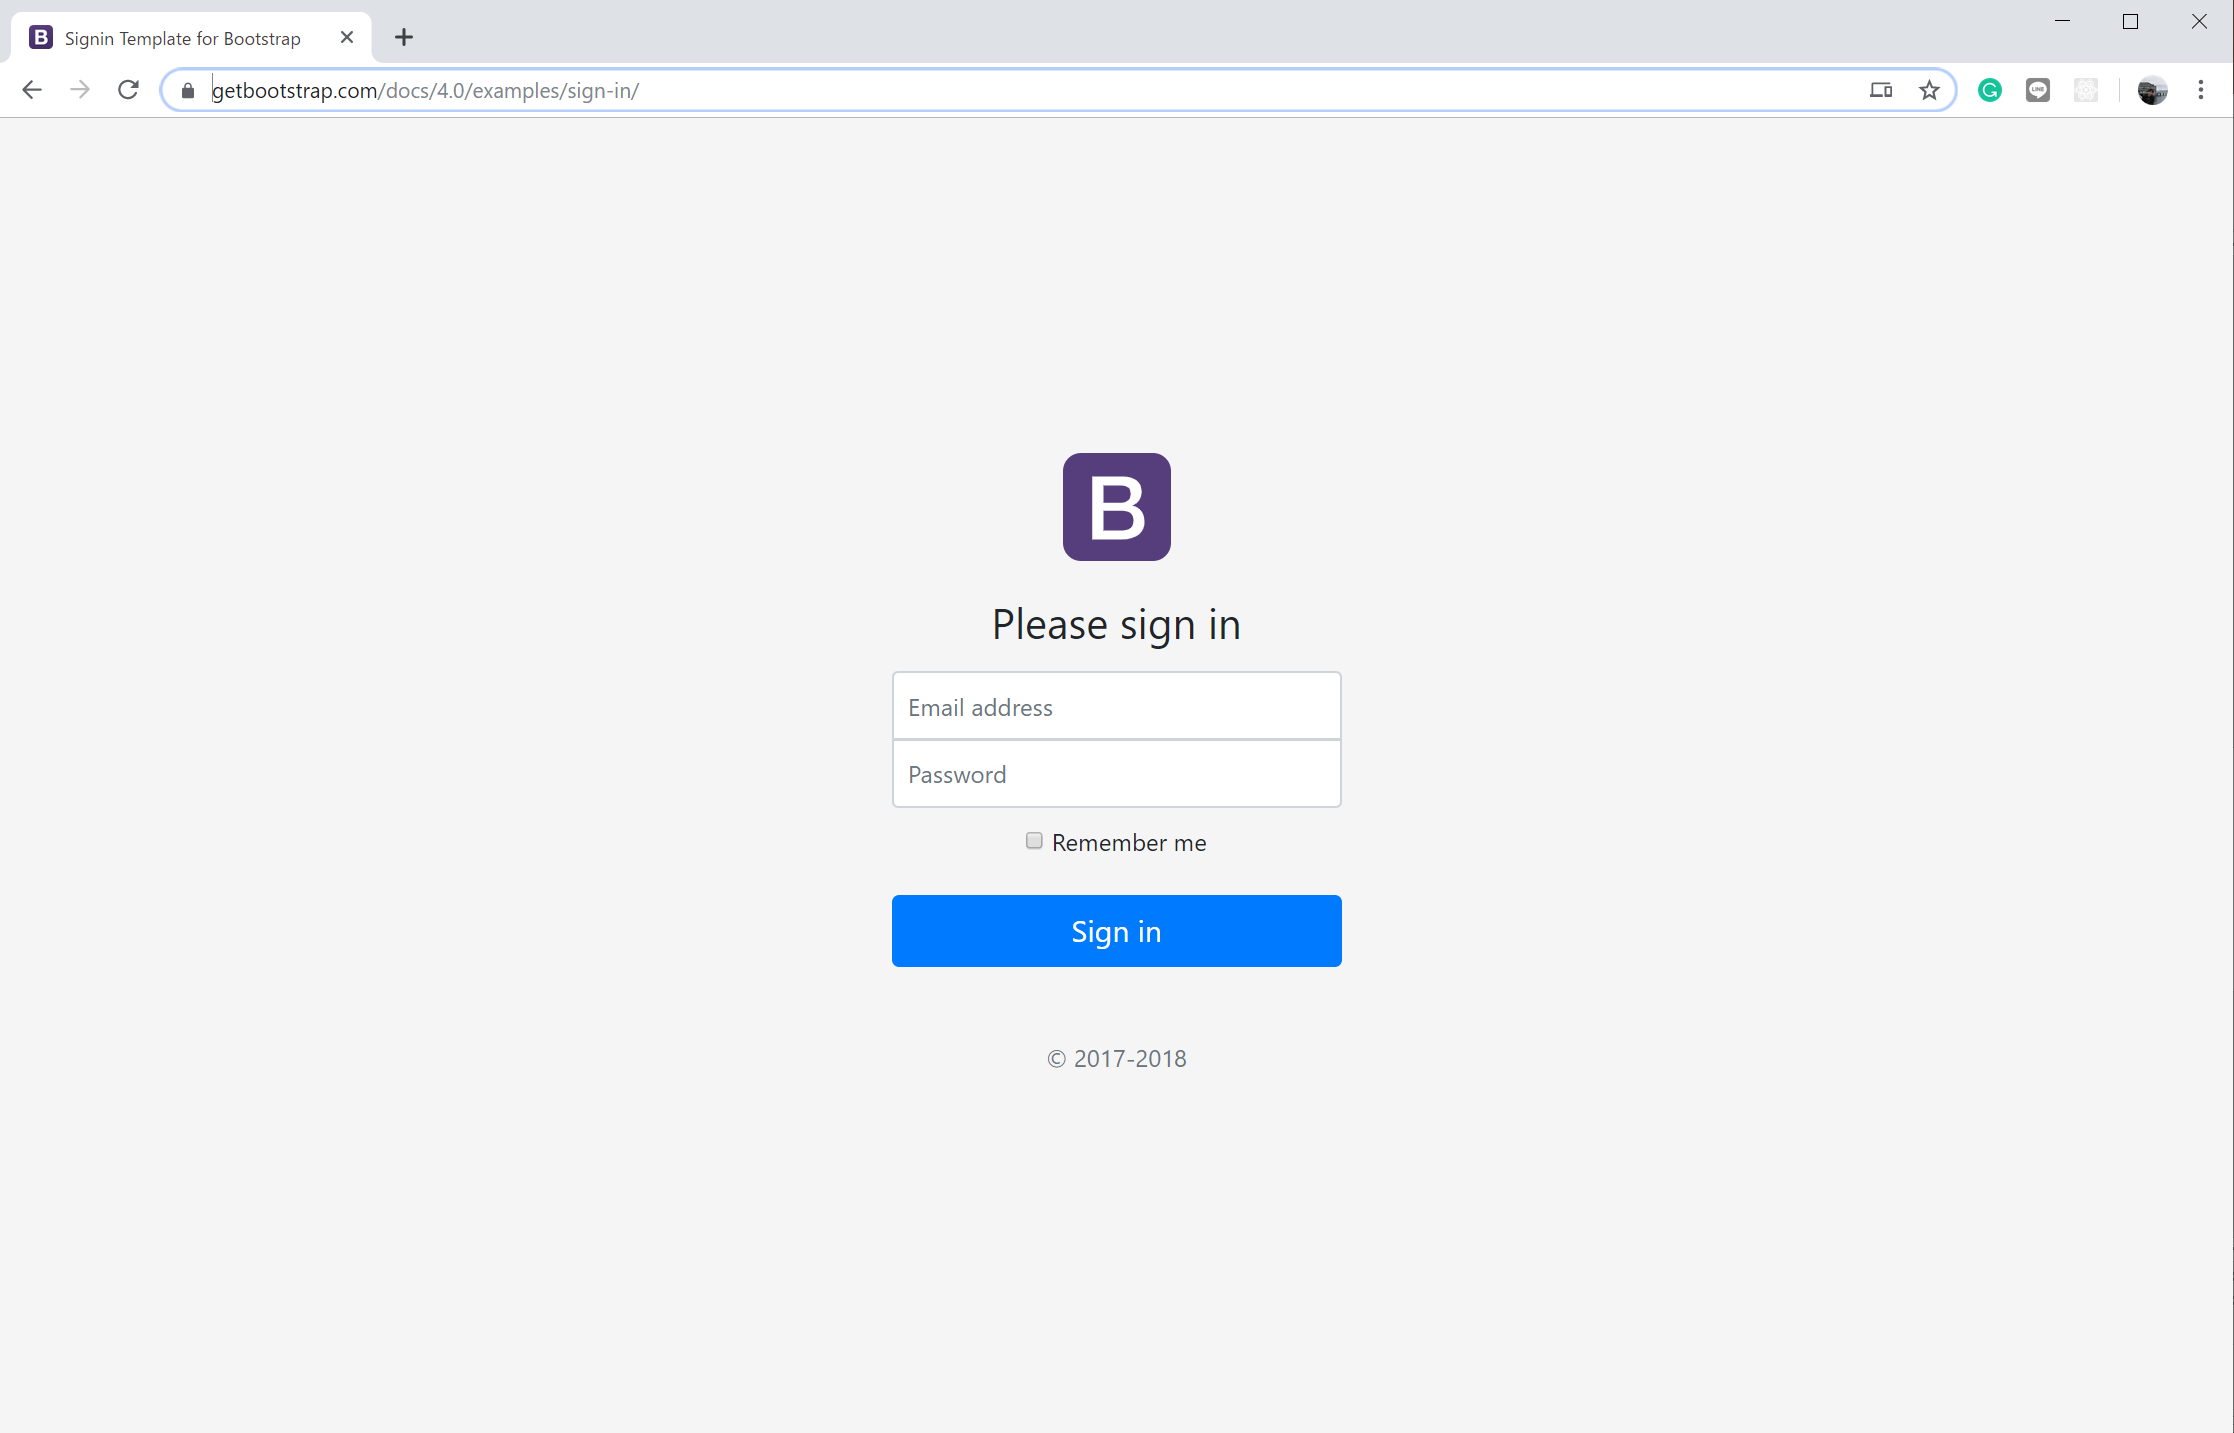 B Signin Template for Bootstrap
getbootstrap.com/docs/4.0/examples/sign-in/
G LINE
B
Please sign in
Email address
Password
Remember me
Sign in
© 2017-2018